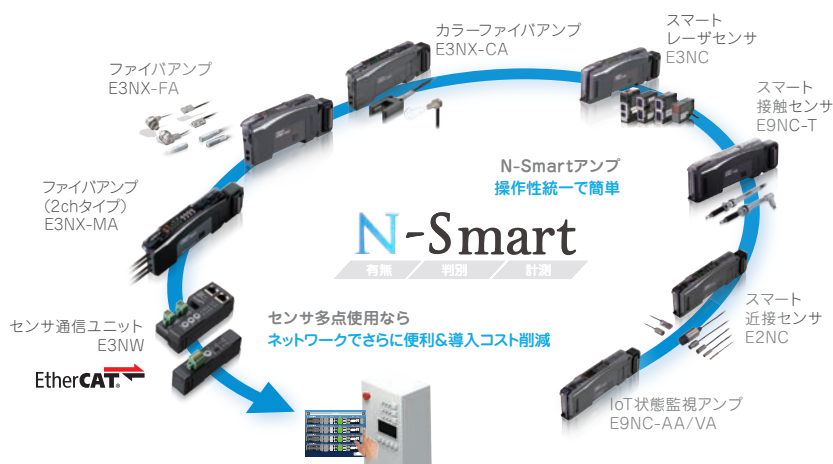 カラーファイバアンプ
E3NX-CA
スマート
レーザセンサ
E3NC
ファイバアンプ
E3NX-FA
スマート
接触センサ
E9NC-T
N-Smartアンプ
操作性統一で簡単
ファイバアンプ
（2chタイプ）
E3NX-MA
N-Smart
有無 判別 計測
スマート
近接センサ
E2NC
センサ通信ユニット
E3NW
センサ多点使用なら
ネットワークでさらに便利&導入コスト削減
EtherCAT®
IoT状態監視アンプ
E9NC-AA/VA